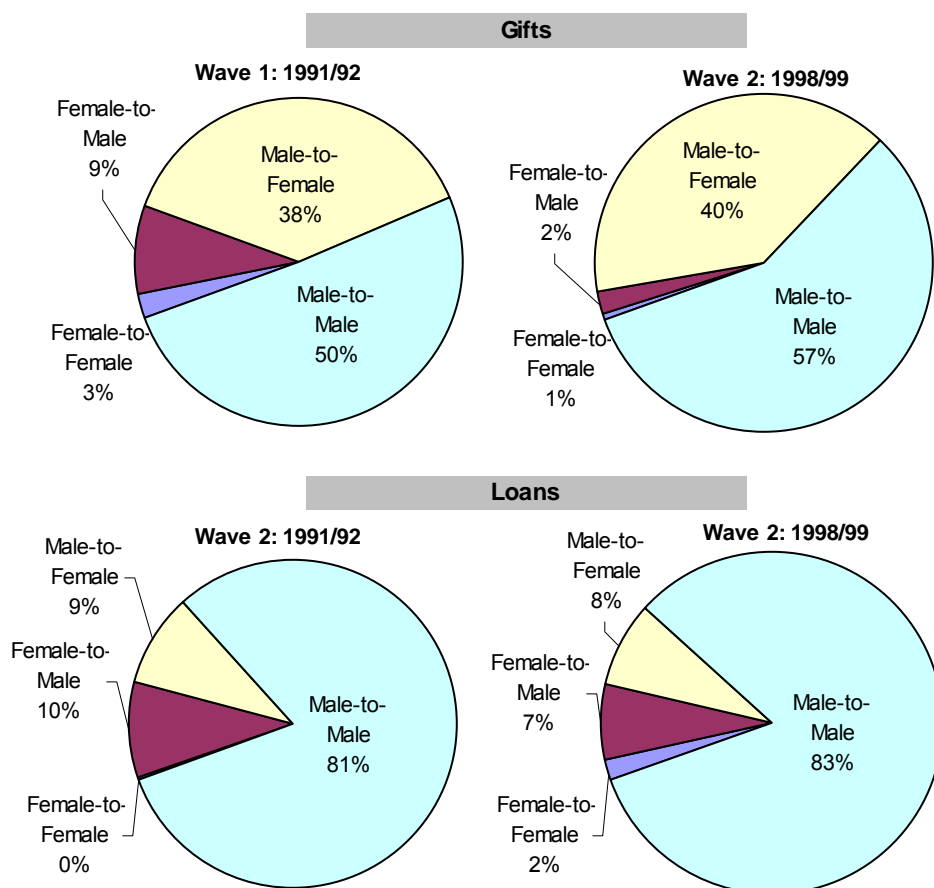 Gifts
Wave 1: 1991/92
Female-to-
Male
9%
Male-to-
Female
38%
Male-to-
Male
50%
Female-to-
Female
3%
Wave 2: 1998/99
Male-to-
Female
40%
Female-to-
Male
2%
Male-to-
Male
57%
Female-to-
Female
1%
Loans
Wave 2: 1991/92
Male-to-
Female
9%
Female-to-
Male
10%
Male-to-
Male
81%
Female-to-
Female
0%
Wave 2: 1998/99
Male-to-
Female
8%
Female-to-
Male
7%
Male-to-
Male
83%
Female-to-
Female
2%